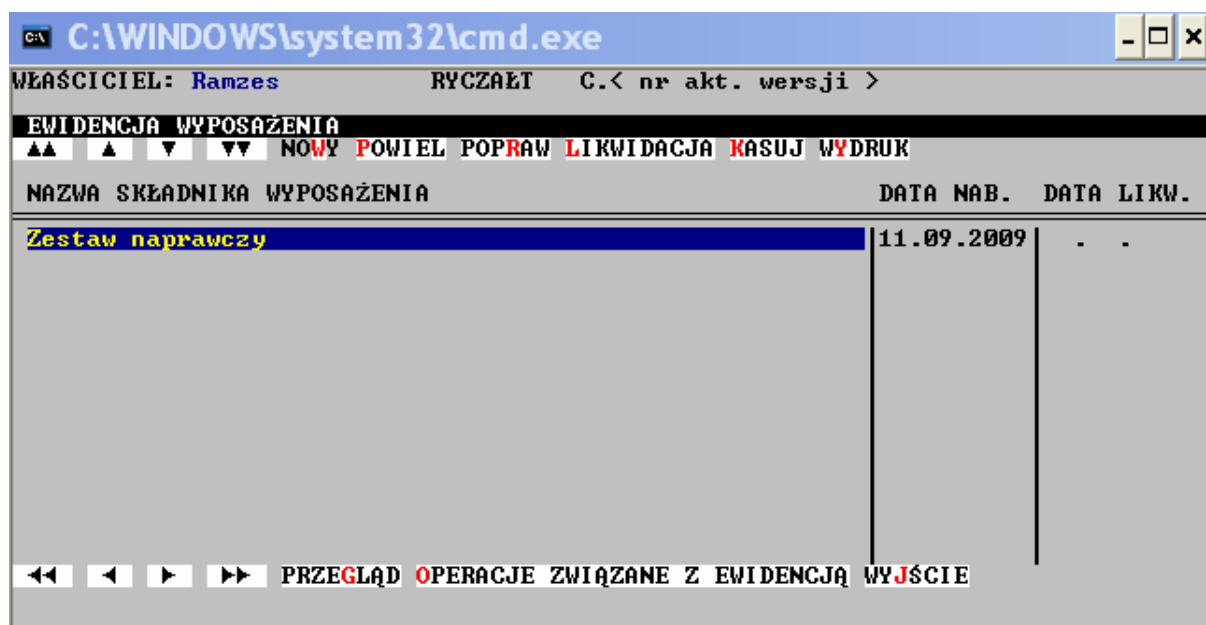 C:\WINDOWS\system32\cmd.exe
WŁAŚCICIEL: Ramzes RYCZAŁT C.< nr akt. wersji >
EWIDENCJA WYPOSAŻENIA
▲▲ ▲ ▼ ▼▼ NOWY POWIEL POPRAW LIKWIDACJA KASUJ WYDRUK
NAZWA SKŁADNIKA WYPOSAŻENIA DATA NAB. DATA LIKW.
Zestaw naprawczy 11.09.2009 . .
◄◄ ◄ ► ►► PRZEGLĄD OPERACJE ZWIĄZANE Z EWIDENCJĄ WYJŚCIE